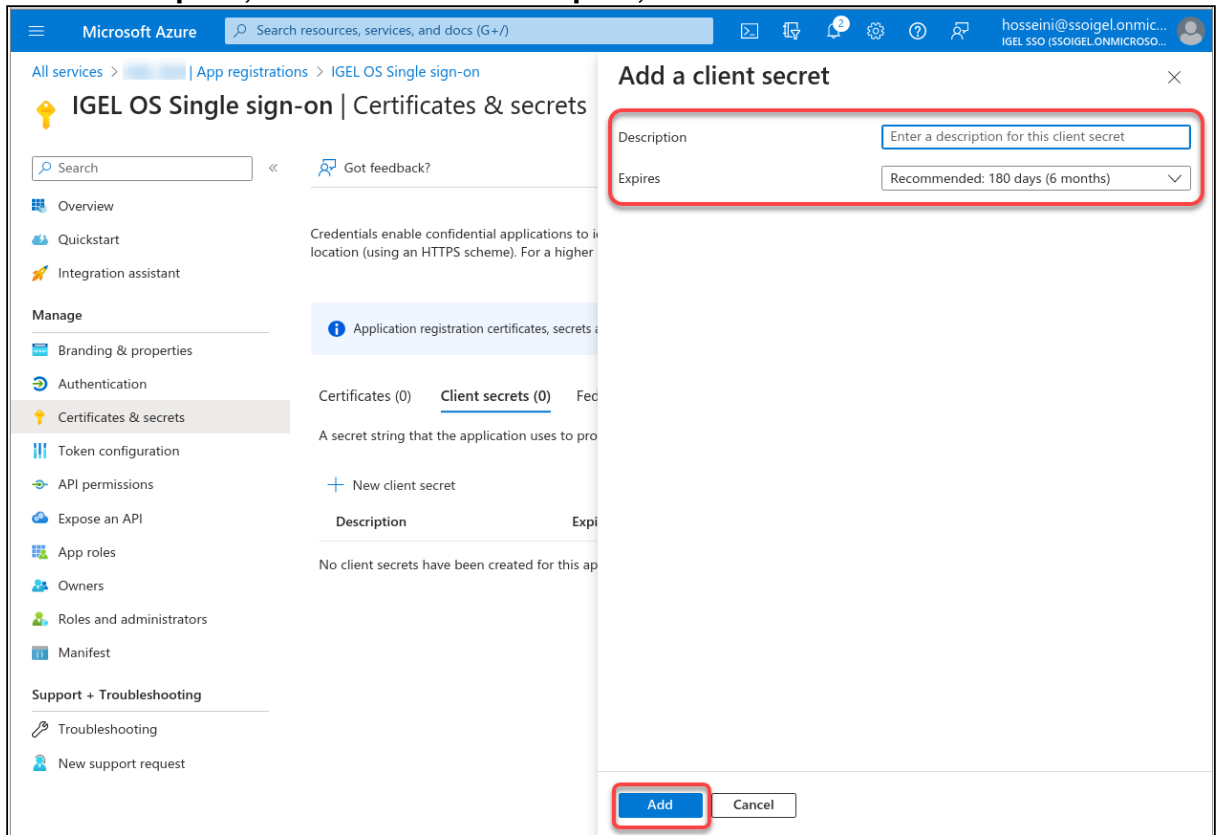 Microsoft Azure
Search resources, services, and docs (G+/)
2
hosseini@ssoigel.onmic...
IGEL SSO (SSOIGEL.ONMICROSO...
All services > | App registrations > IGEL OS Single sign-on
IGEL OS Single sign-on | Certificates & secrets
Search
«
Got feedback?
Overview
Quickstart
Integration assistant
Manage
Branding & properties
Authentication
Certificates & secrets
Token configuration
API permissions
Expose an API
App roles
Owners
Roles and administrators
Manifest
Support + Troubleshooting
Troubleshooting
New support request
Credentials enable confidential applications to i
location (using an HTTPS scheme). For a higher
Application registration certificates, secrets a
Certificates (0) Client secrets (0) Fed
A secret string that the application uses to pro
New client secret
Description Expi
No client secrets have been created for this ap
Add a client secret
Description
Enter a description for this client secret
Expires
Recommended: 180 days (6 months)
Add
Cancel